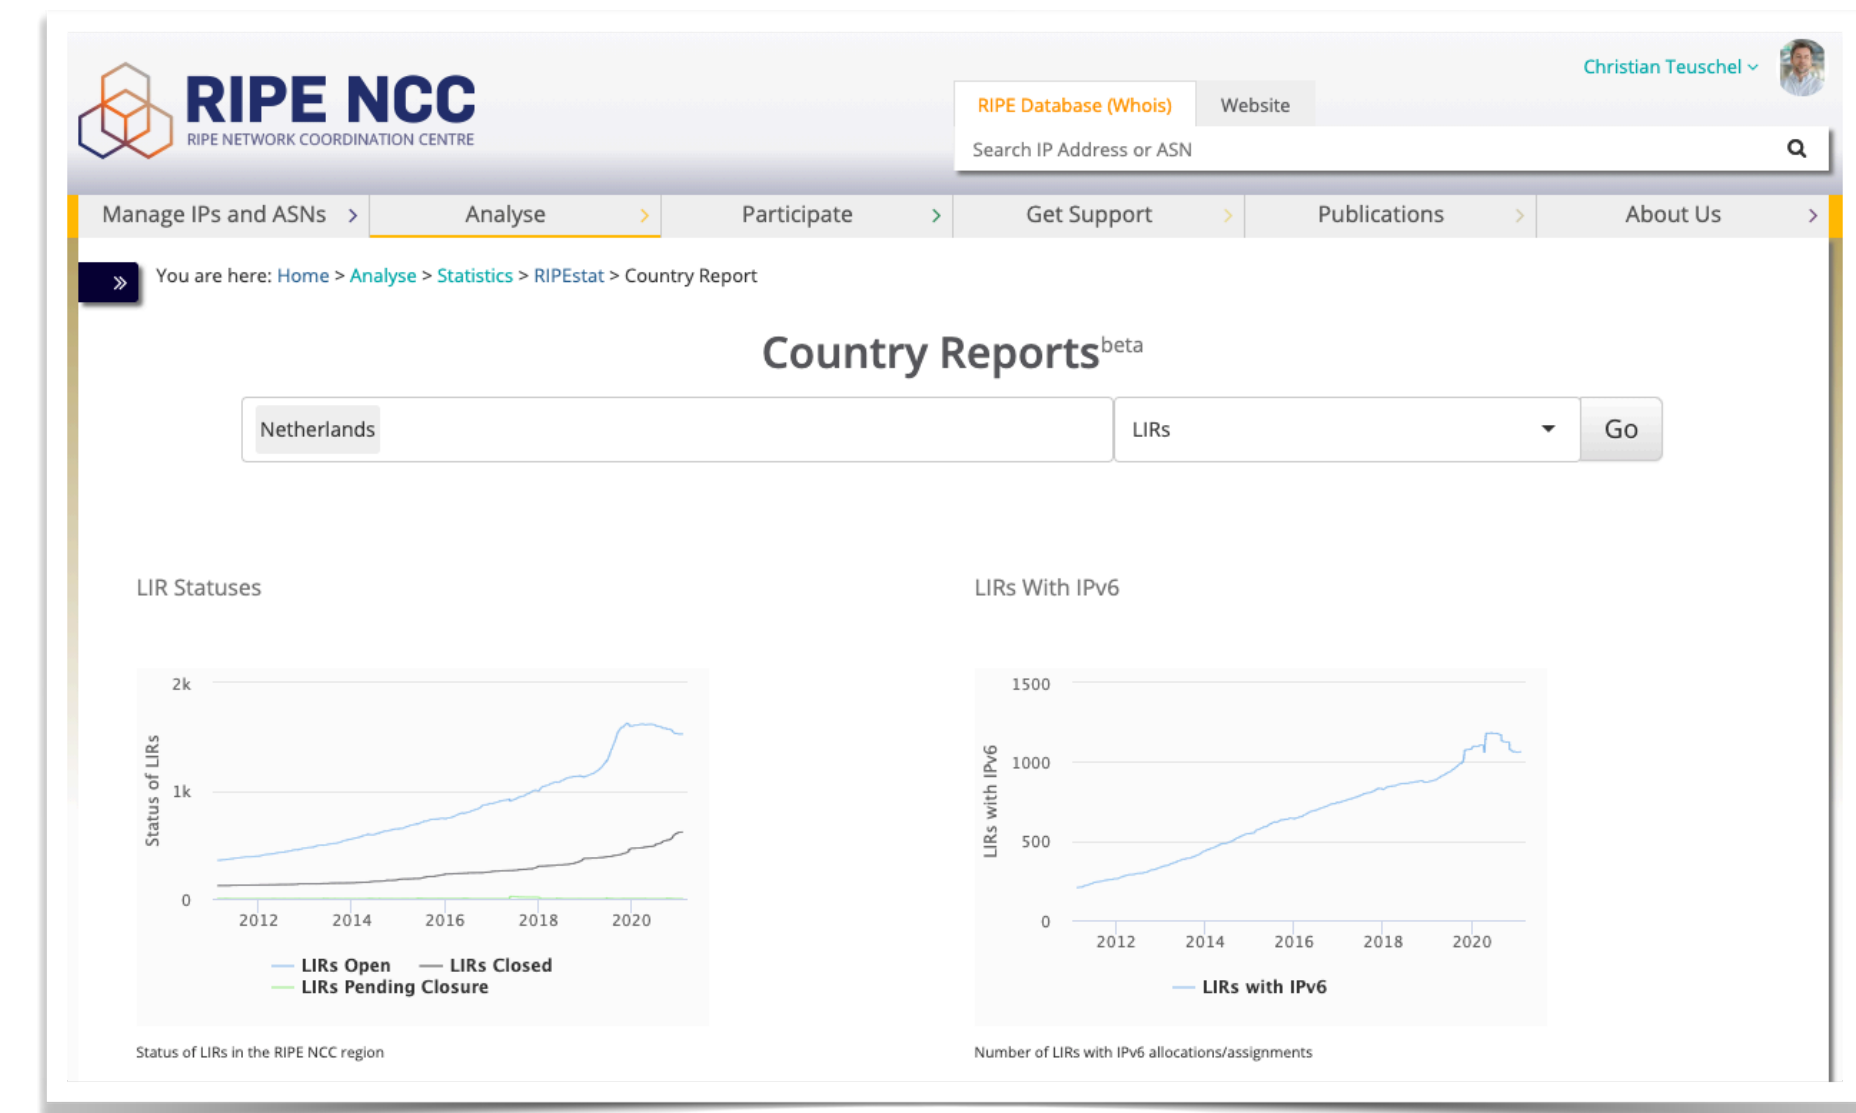 RIPE NCC
RIPE NETWORK COORDINATION CENTRE
Christian Teuschel
RIPE Database (Whois) Website
Search IP Address or ASN
Manage IPs and ASNs Analyse Participate Get Support Publications About Us
You are here: Home > Analyse > Statistics > RIPEstat > Country Report
Country Reports beta
Netherlands LIRs Go
LIR Statuses
2k
1k
0
Status of LIRs
2012 2014 2016 2018 2020
LIRs Open LIRs Closed
LIRs Pending Closure
Status of LIRs in the RIPE NCC region
LIRs With IPv6
1500
1000
500
0
LIRs with IPv6
2012 2014 2016 2018 2020
LIRs with IPv6
Number of LIRs with IPv6 allocations/assignments